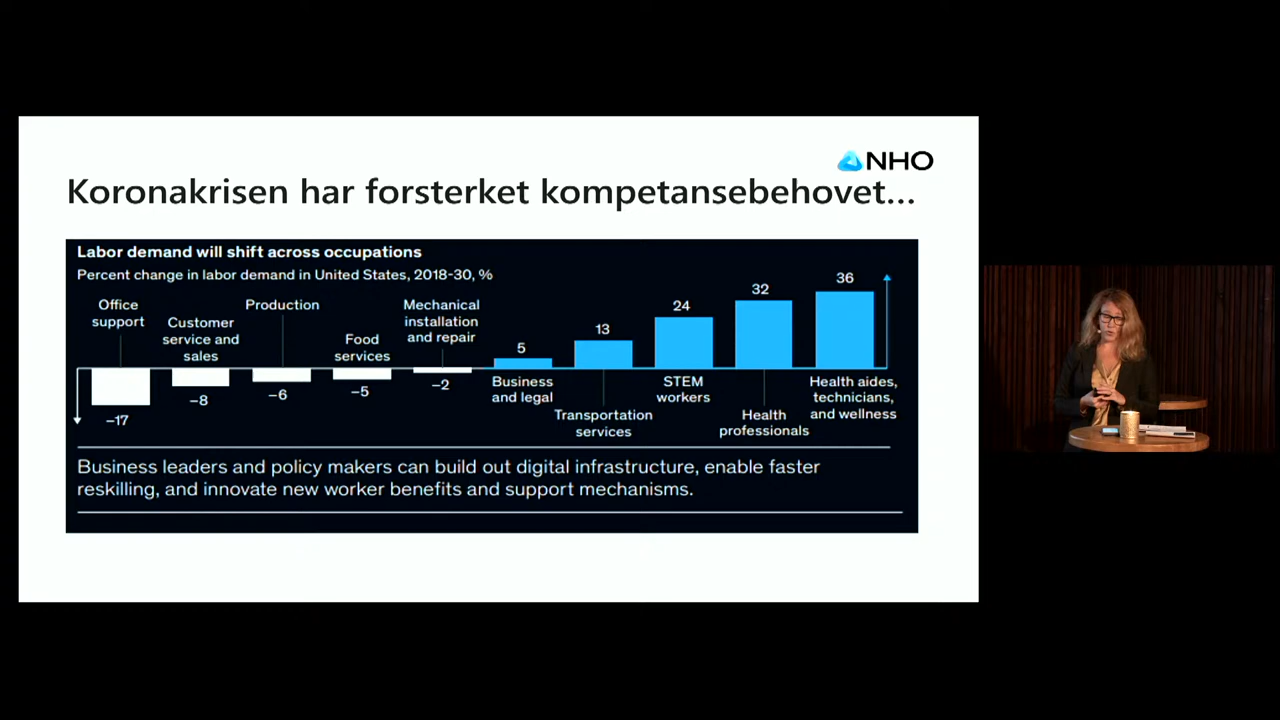 NHO
Koronakrisen har forsterket kompetansebehovet...
Labor demand will shift across occupations
Percent change in labor demand in United States, 2018-30, %
Office
support
Customer
service and
sales
Production
Food
services
Mechanical
installation
and repair
5
13
24
32
36
–17
–8
–6
–5
–2
Business
and legal
Transportation
services
STEM
workers
Health
professionals
Health aides,
technicians,
and wellness
Business leaders and policy makers can build out digital infrastructure, enable faster
reskilling, and innovate new worker benefits and support mechanisms.